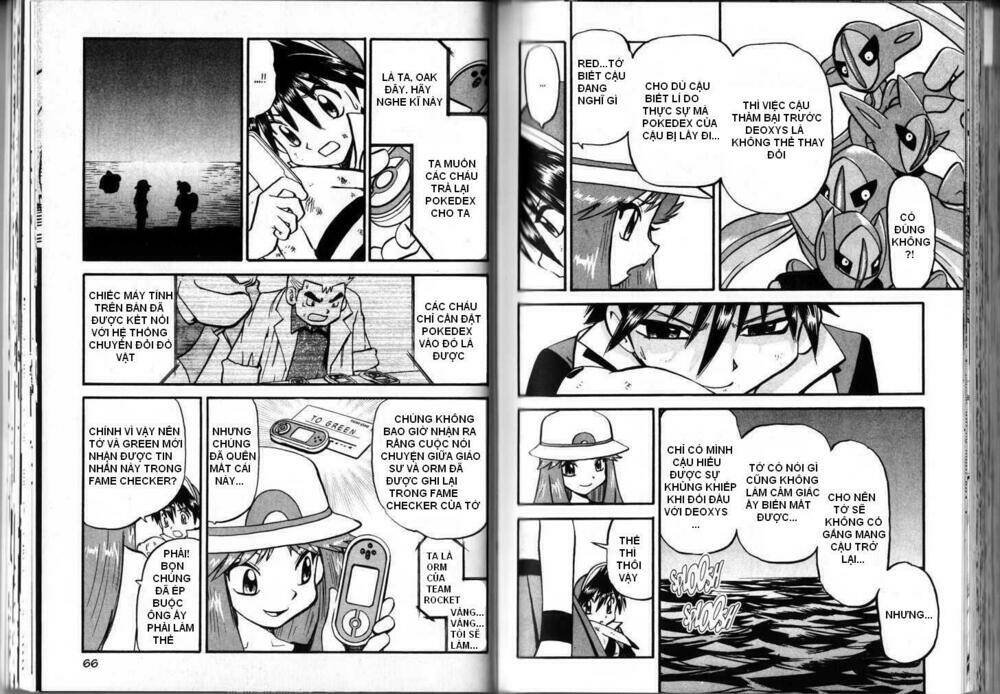 ....!!
LÀ TA, OAK
ĐÂY. HÃY
NGHE KĨ NÀY
TA MUỐN
CÁC CHÁU
TRẢ LẠI
POKEDEX
CHO TA
CHIẾC MÁY TÍNH
TRÊN BÀN ĐÃ
ĐƯỢC KẾT NỐI
VỚI HỆ THỐNG
CHUYỂN ĐỔI ĐỒ
VẬT
CÁC CHÁU
CHỈ CẦN ĐẶT
POKEDEX
VÀO ĐÓ LÀ
ĐƯỢC
CHÍNH VÌ VẬY NÊN
TỚ VÀ GREEN MỚI
NHẬN ĐƯỢC TIN
NHẮN NÀY TRONG
FAME CHECKER?
PHẢI!
BỌN
CHÚNG
ĐÃ ÉP
BUỘC
ÔNG ẤY
PHẢI LÀM
THẾ
NHƯNG
CHÚNG
ĐÃ QUÊN
MẤT CÁI
NÀY...
TO GREEN
CHÚNG KHÔNG
BAO GIỜ NHẬN RA
RẰNG CUỘC NÓI
CHUYỆN GIỮA GIÁO
SƯ VÀ ORM ĐÃ
ĐƯỢC GHI LẠI
TRONG FAME
CHECKER CỦA TỚ
TA LÀ
ORM
CỦA
TEAM
ROCKET
VÂNG...
VÂNG...
TÔI SẼ
LÀM...
66
...
RED...TỚ
BIẾT CẬU
ĐANG
NGHĨ GÌ
CHO DÙ CẬU
BIẾT LÍ DO
THỰC SỰ MÀ
POKEDEX CỦA
CẬU BỊ LẤY ĐI...
THÌ VIỆC CẬU
THẢM BẠI TRƯỚC
DEOXYS LÀ
KHÔNG THỂ THAY
ĐỔI
CÓ
ĐÚNG
KHÔNG
?!
CHỈ CÓ MÌNH
CẬU HIỂU
ĐƯỢC SỰ
KHỦNG KHIẾP
KHI ĐỐI ĐẦU
VỚI DEOXYS
...
TỚ CÓ NÓI GÌ
CŨNG KHÔNG
LÀM CẢM GIÁC
ẤY BIẾN MẤT
ĐƯỢC...
CHO NÊN
TỚ SẼ
KHÔNG CÓ
GẮNG MANG
CẬU TRỞ
LẠI...
NHƯNG...
SPLOOSH
SPLOOSH
THẾ
THÌ
THÔI
VẬY